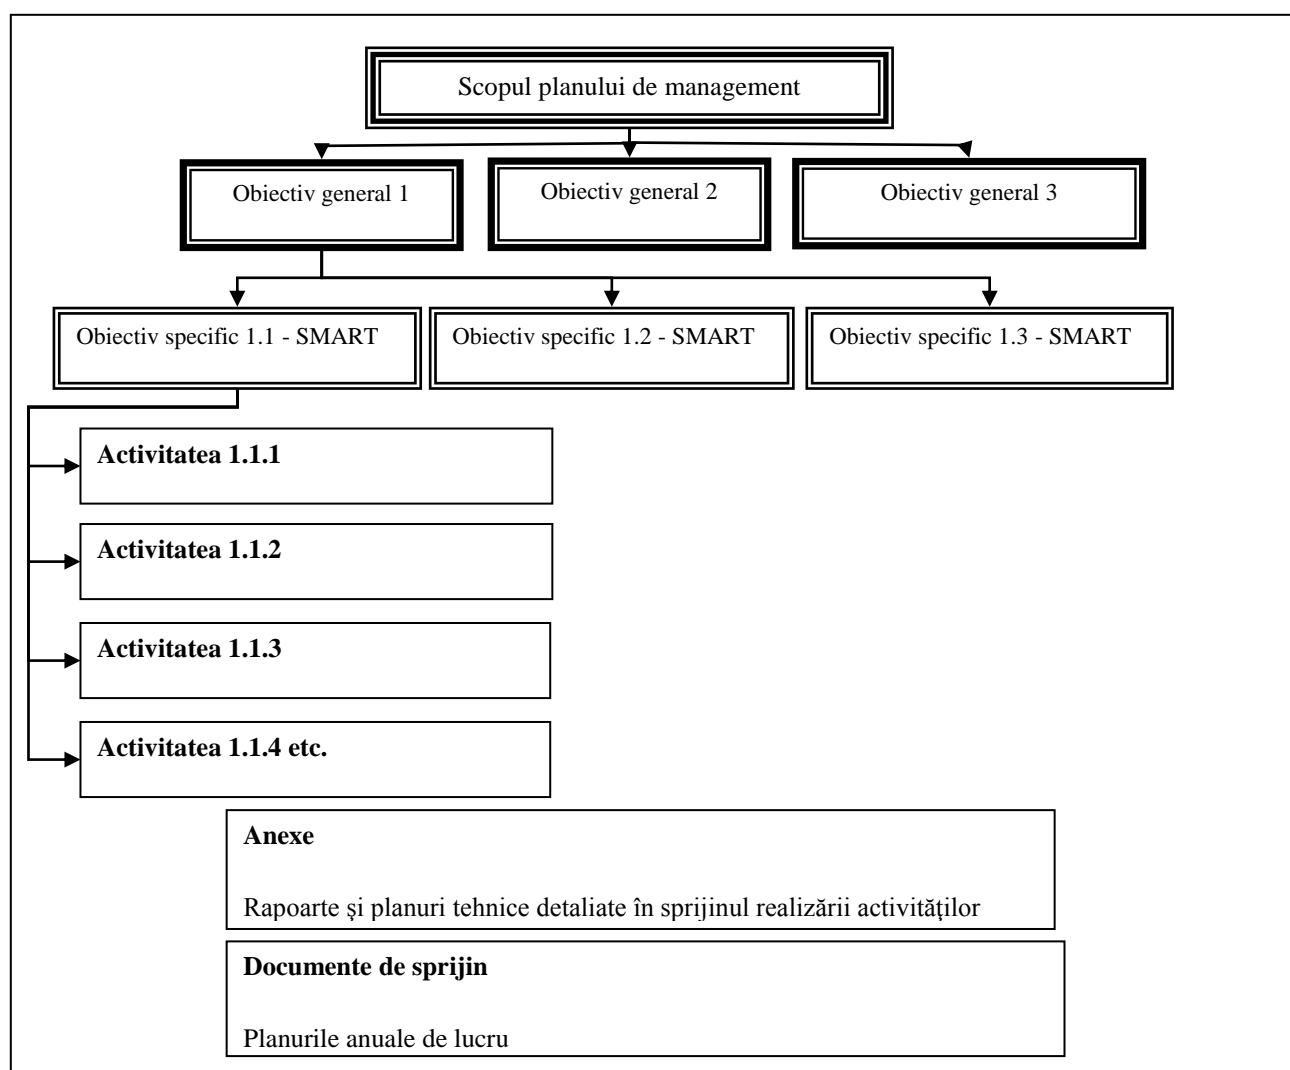 Scopul planului de management
Obiectiv general 1
Obiectiv general 2
Obiectiv general 3
Obiectiv specific 1.1 - SMART
Obiectiv specific 1.2 - SMART
Obiectiv specific 1.3 - SMART
Activitatea 1.1.1
Activitatea 1.1.2
Activitatea 1.1.3
Activitatea 1.1.4 etc.
Anexe
Rapoarte și planuri tehnice detaliate în sprijinul realizării activităților
Documente de sprijin
Planurile anuale de lucru